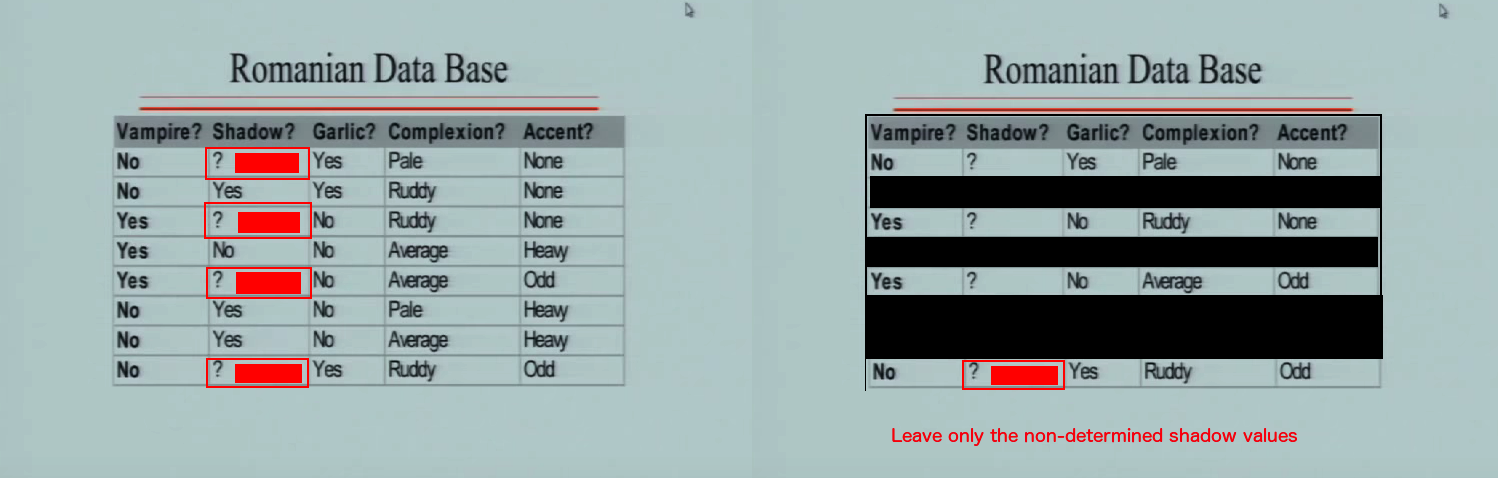 Romanian Data Base
Vampire? Shadow? Garlic? Complexion? Accent?
No ? Yes Pale None
No Yes Yes Ruddy None
Yes ? No Ruddy None
Yes No No Average Heavy
Yes ? No Average Odd
No Yes No Pale Heavy
No Yes No Average Heavy
No ? Yes Ruddy Odd
Romanian Data Base
Vampire? Shadow? Garlic? Complexion? Accent?
No ? Yes Pale None
Yes ? No Ruddy None
Yes ? No Average Odd
No ? Yes Ruddy Odd
Leave only the non-determined shadow values